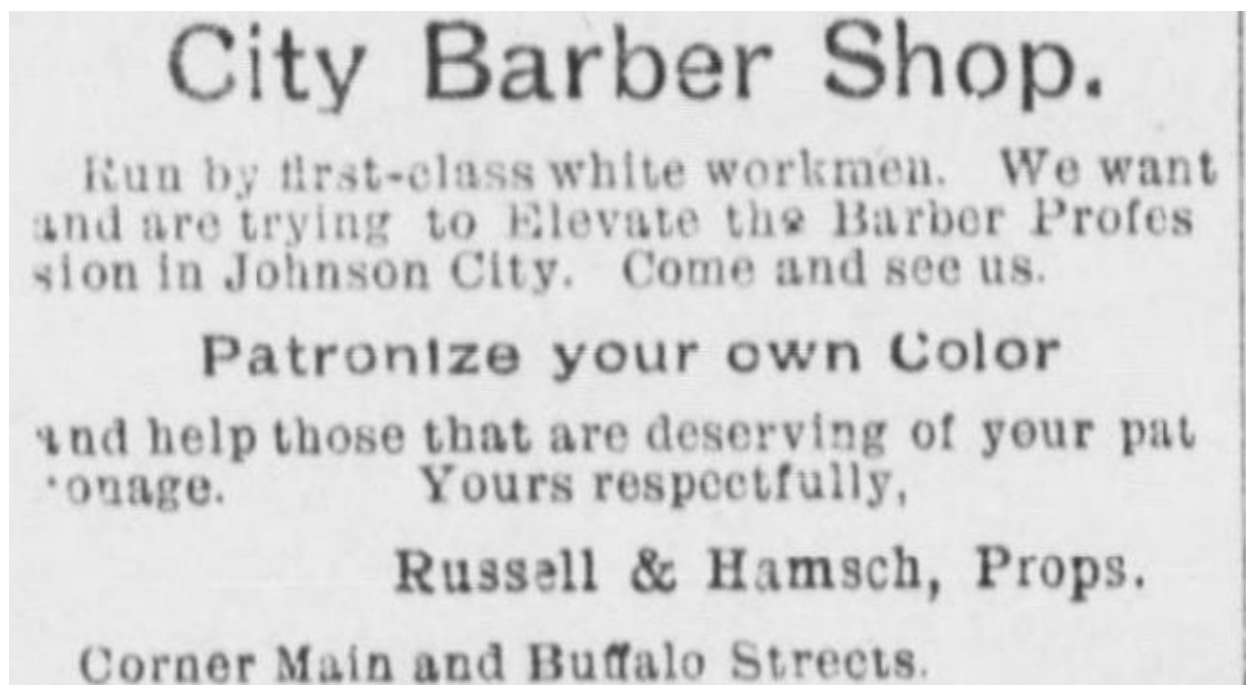 City Barber Shop.
Run by first-class white workmen. We want
and are trying to Elevate the Barber Profes
sion in Johnson City. Come and see us.
Patronize your own Color
and help those that are deserving of your pat
ronage. Yours respectfully,
Russell & Hamsch, Props.
Corner Main and Buffalo Streets.